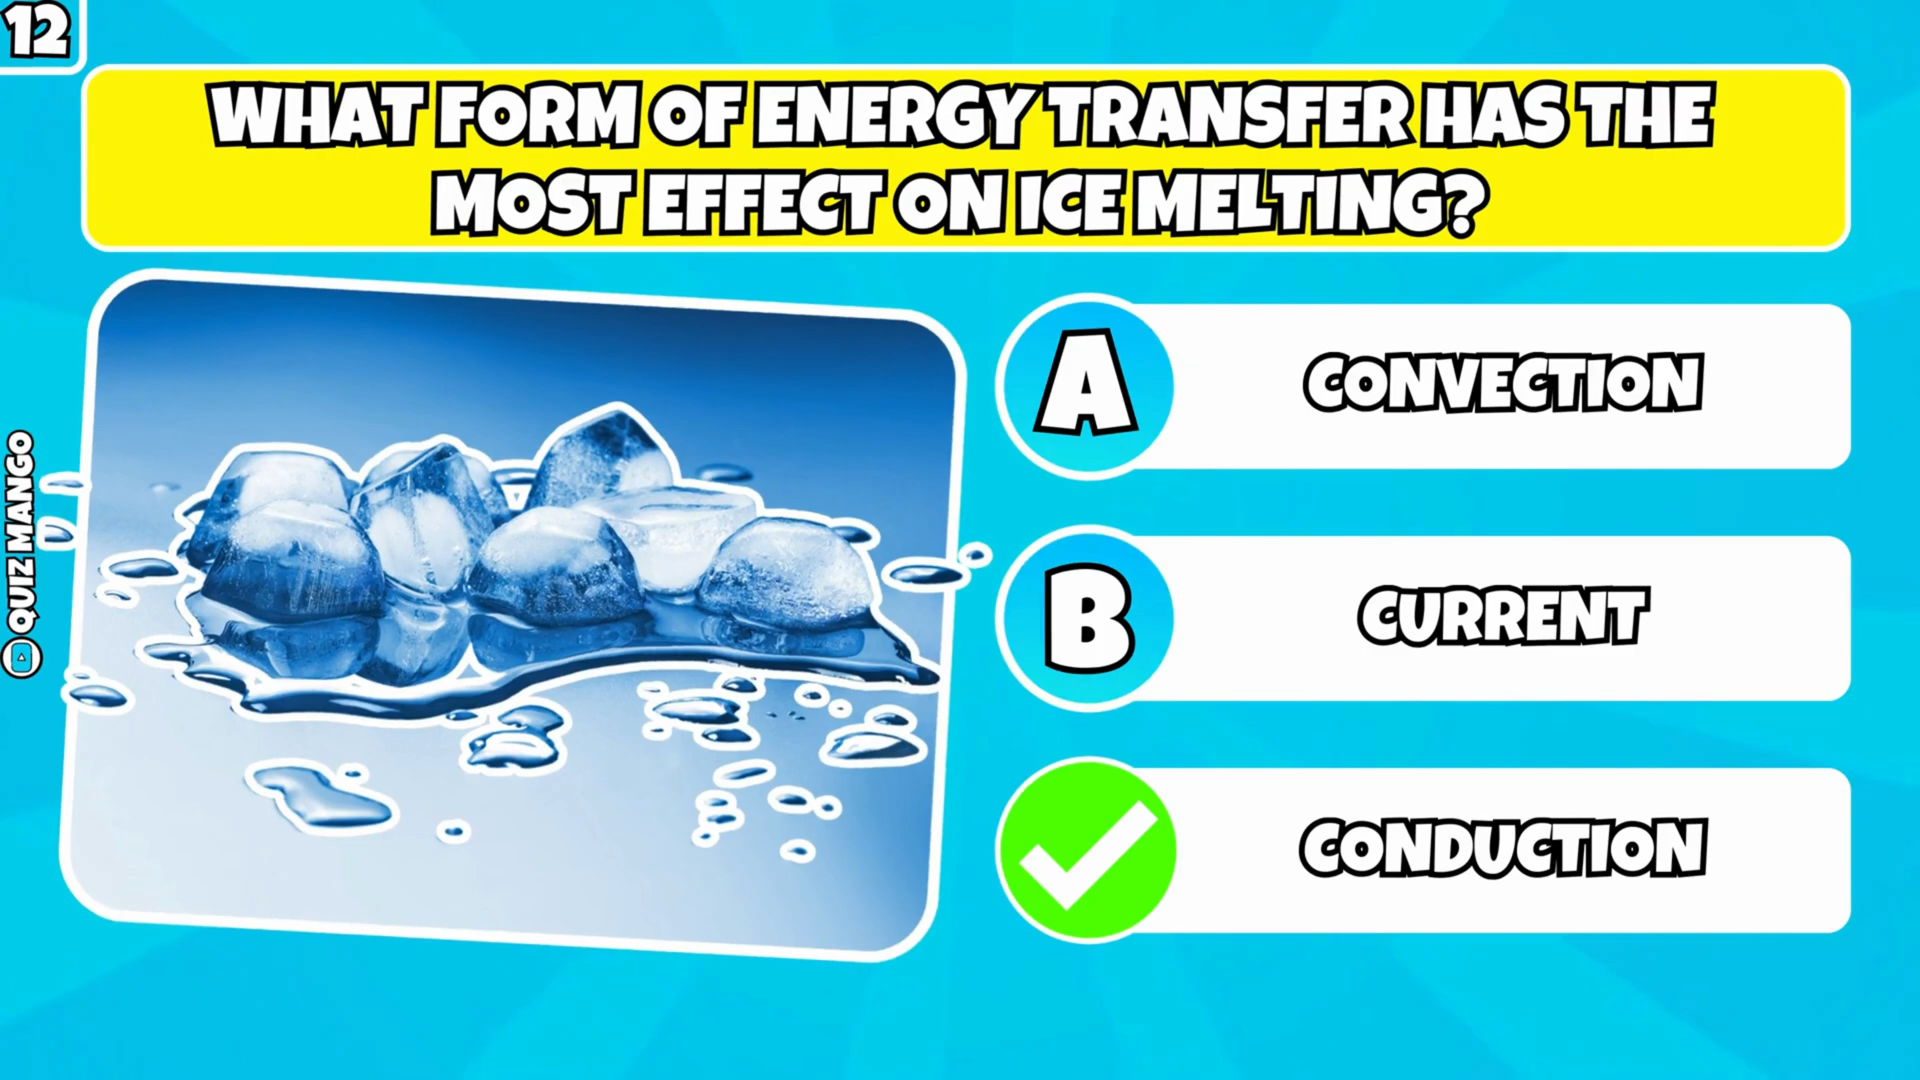 12
WHAT FORM OF ENERGY TRANSFER HAS THE
MOST EFFECT ON ICE MELTING?
A CONVECTION
B CURRENT
CONDUCTION
QUIZ MANGO